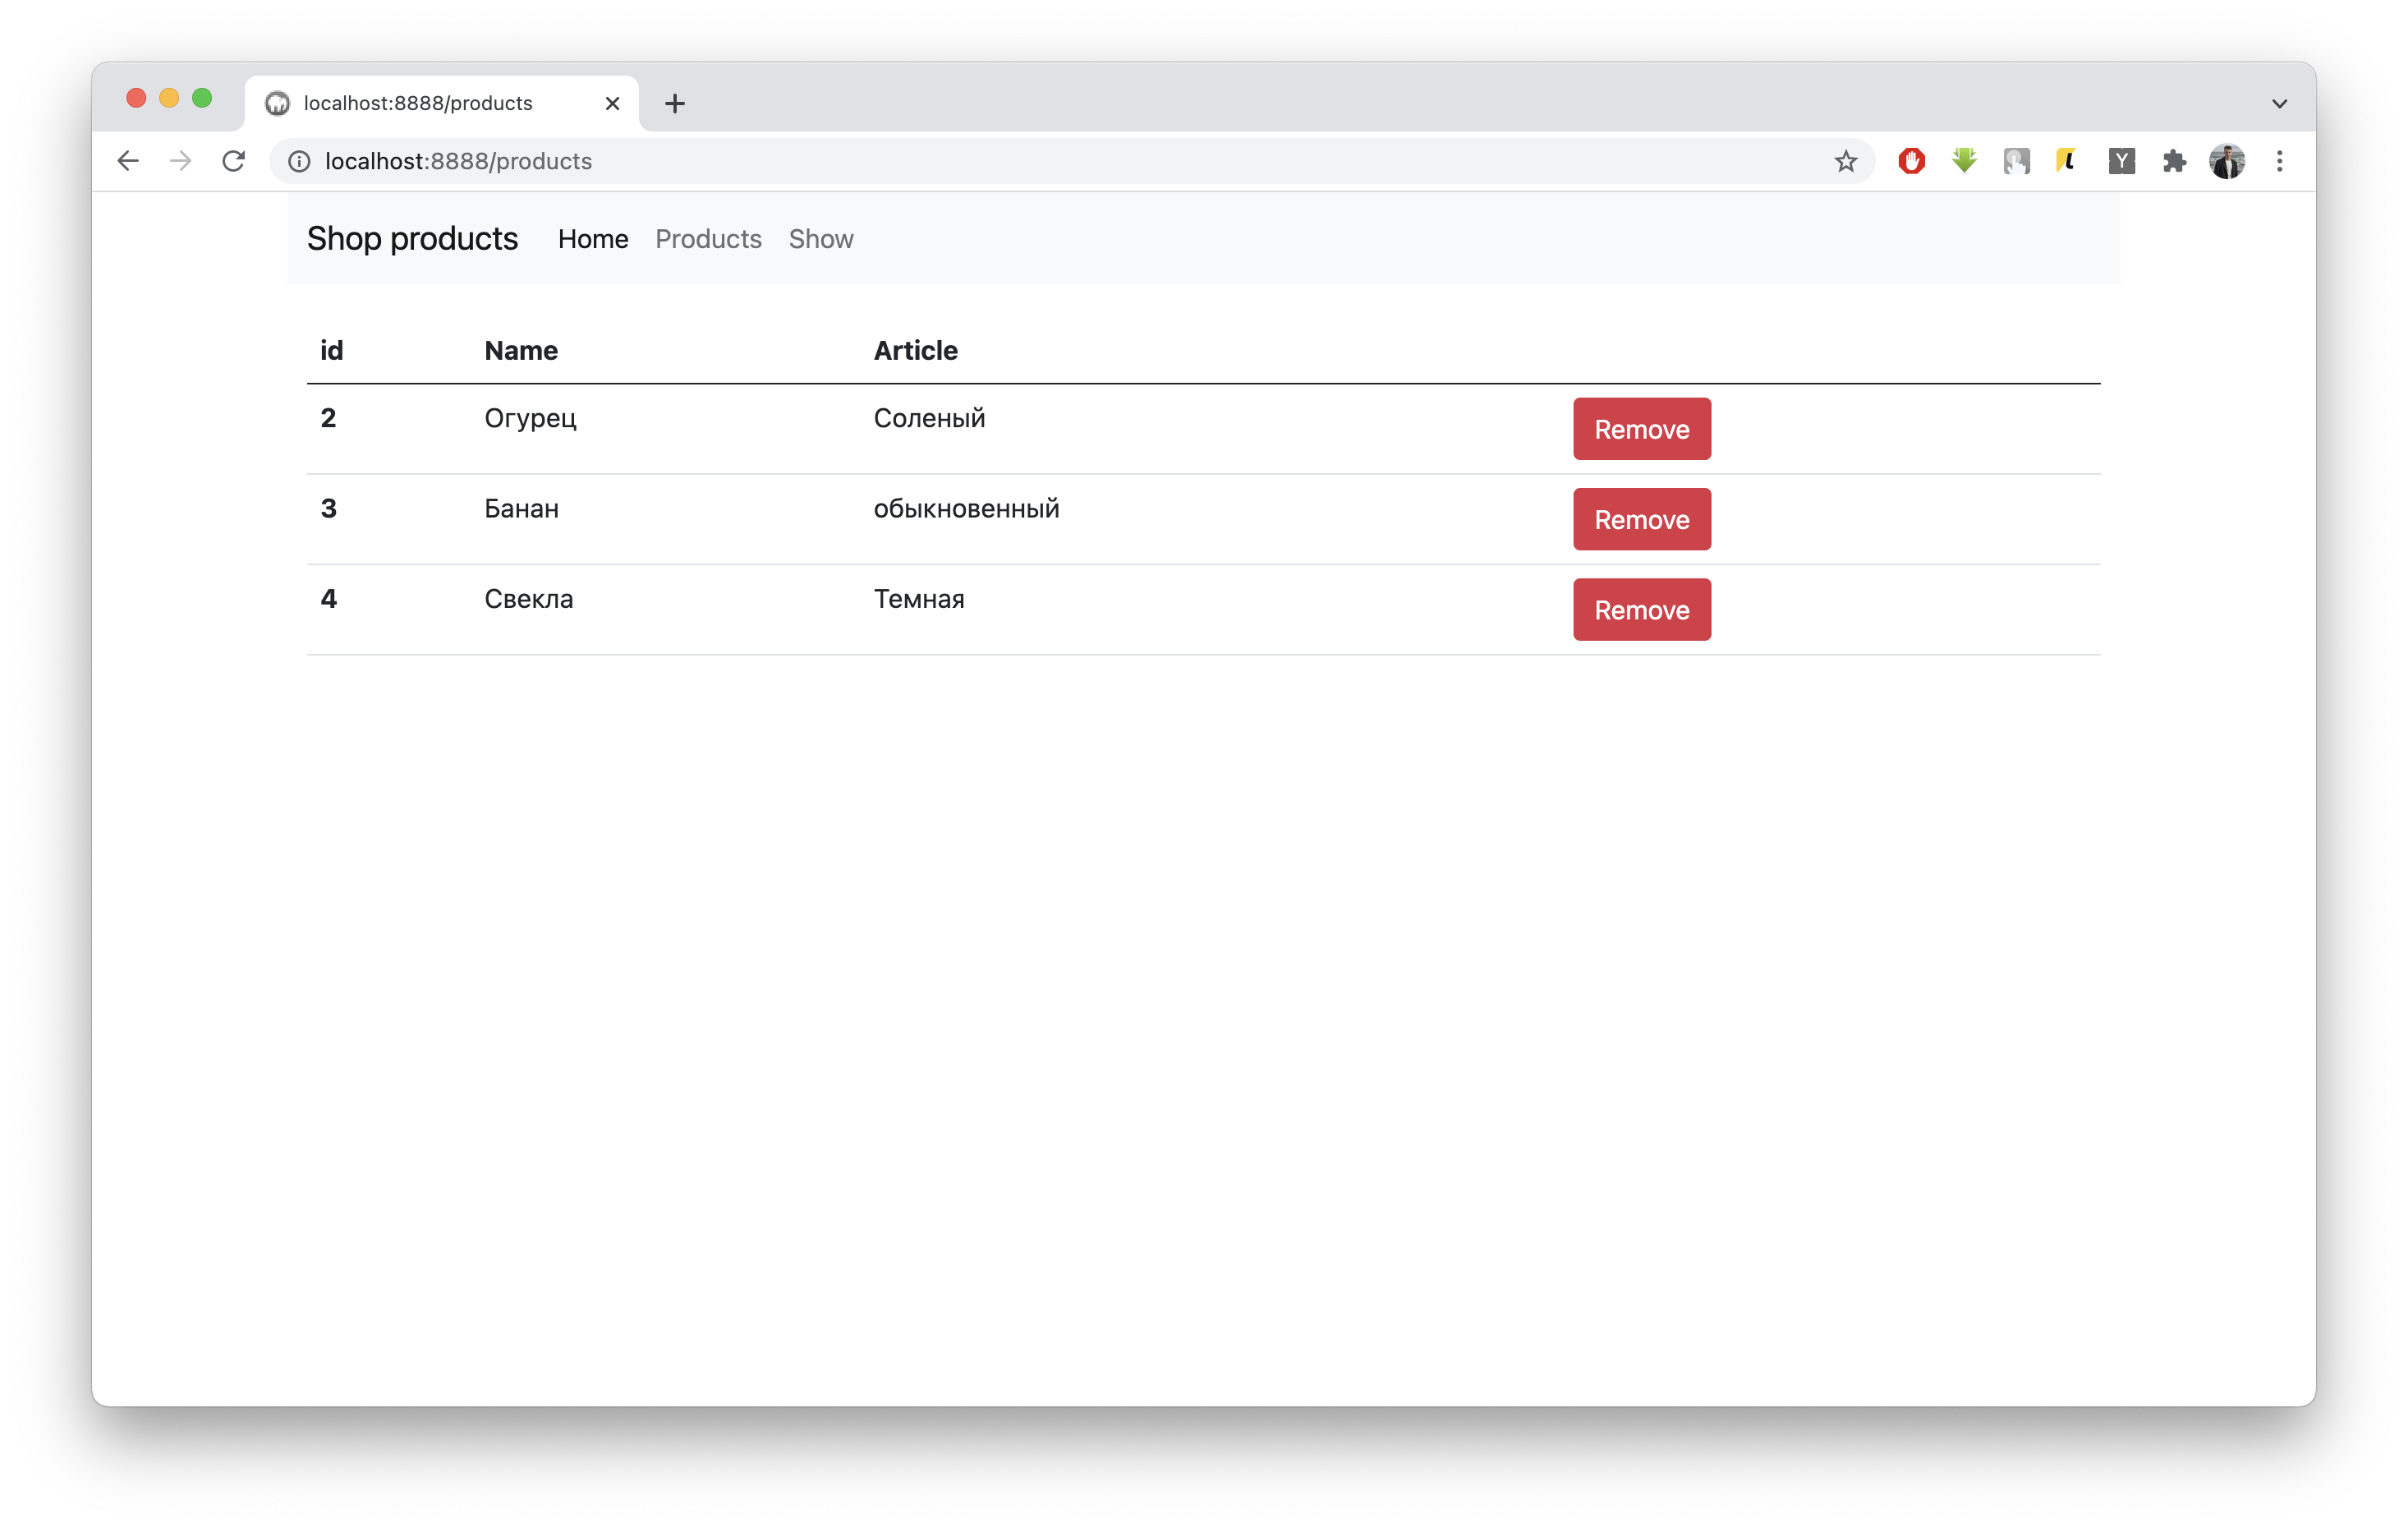 localhost:8888/products
localhost:8888/products
Shop products Home Products Show
id Name Article
2 Огурец Соленый Remove
3 Банан обыкновенный Remove
4 Свекла Темная Remove